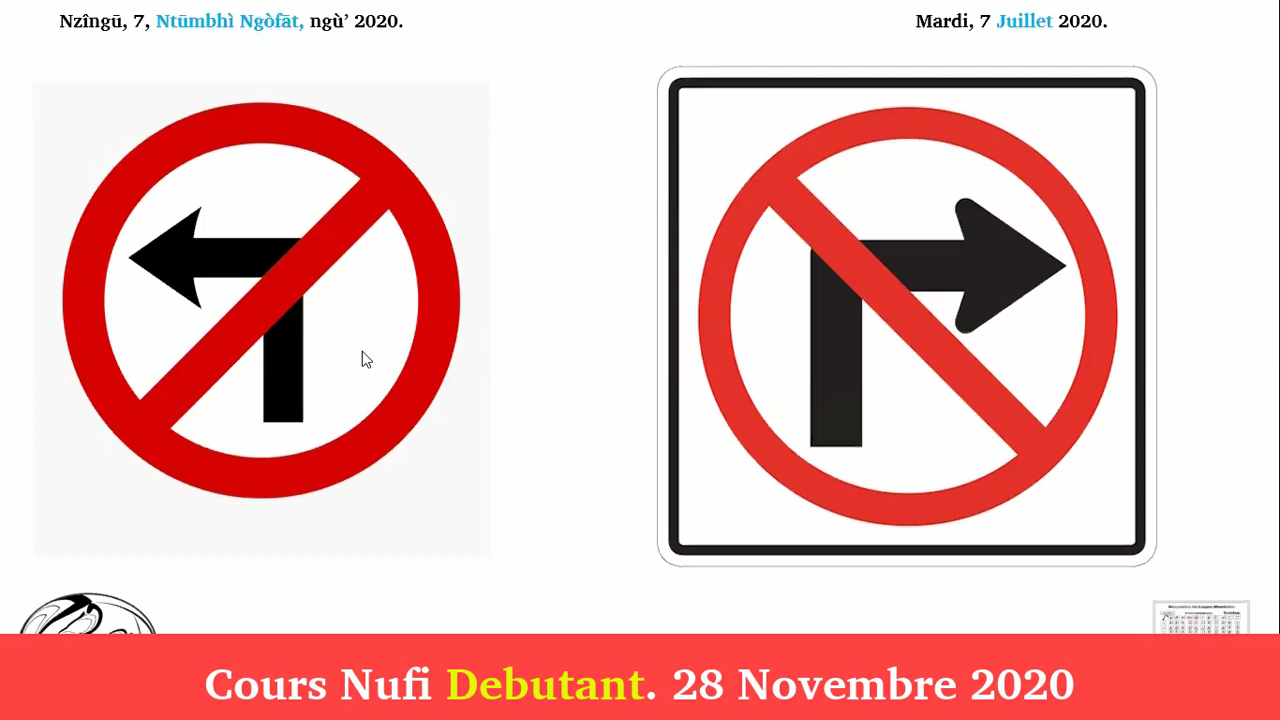 Nzîngū, 7, Ntūmbhì Ngòfāt, ngù’ 2020.
Mardi, 7 Juillet 2020.
Cours Nufi Debutant. 28 Novembre 2020